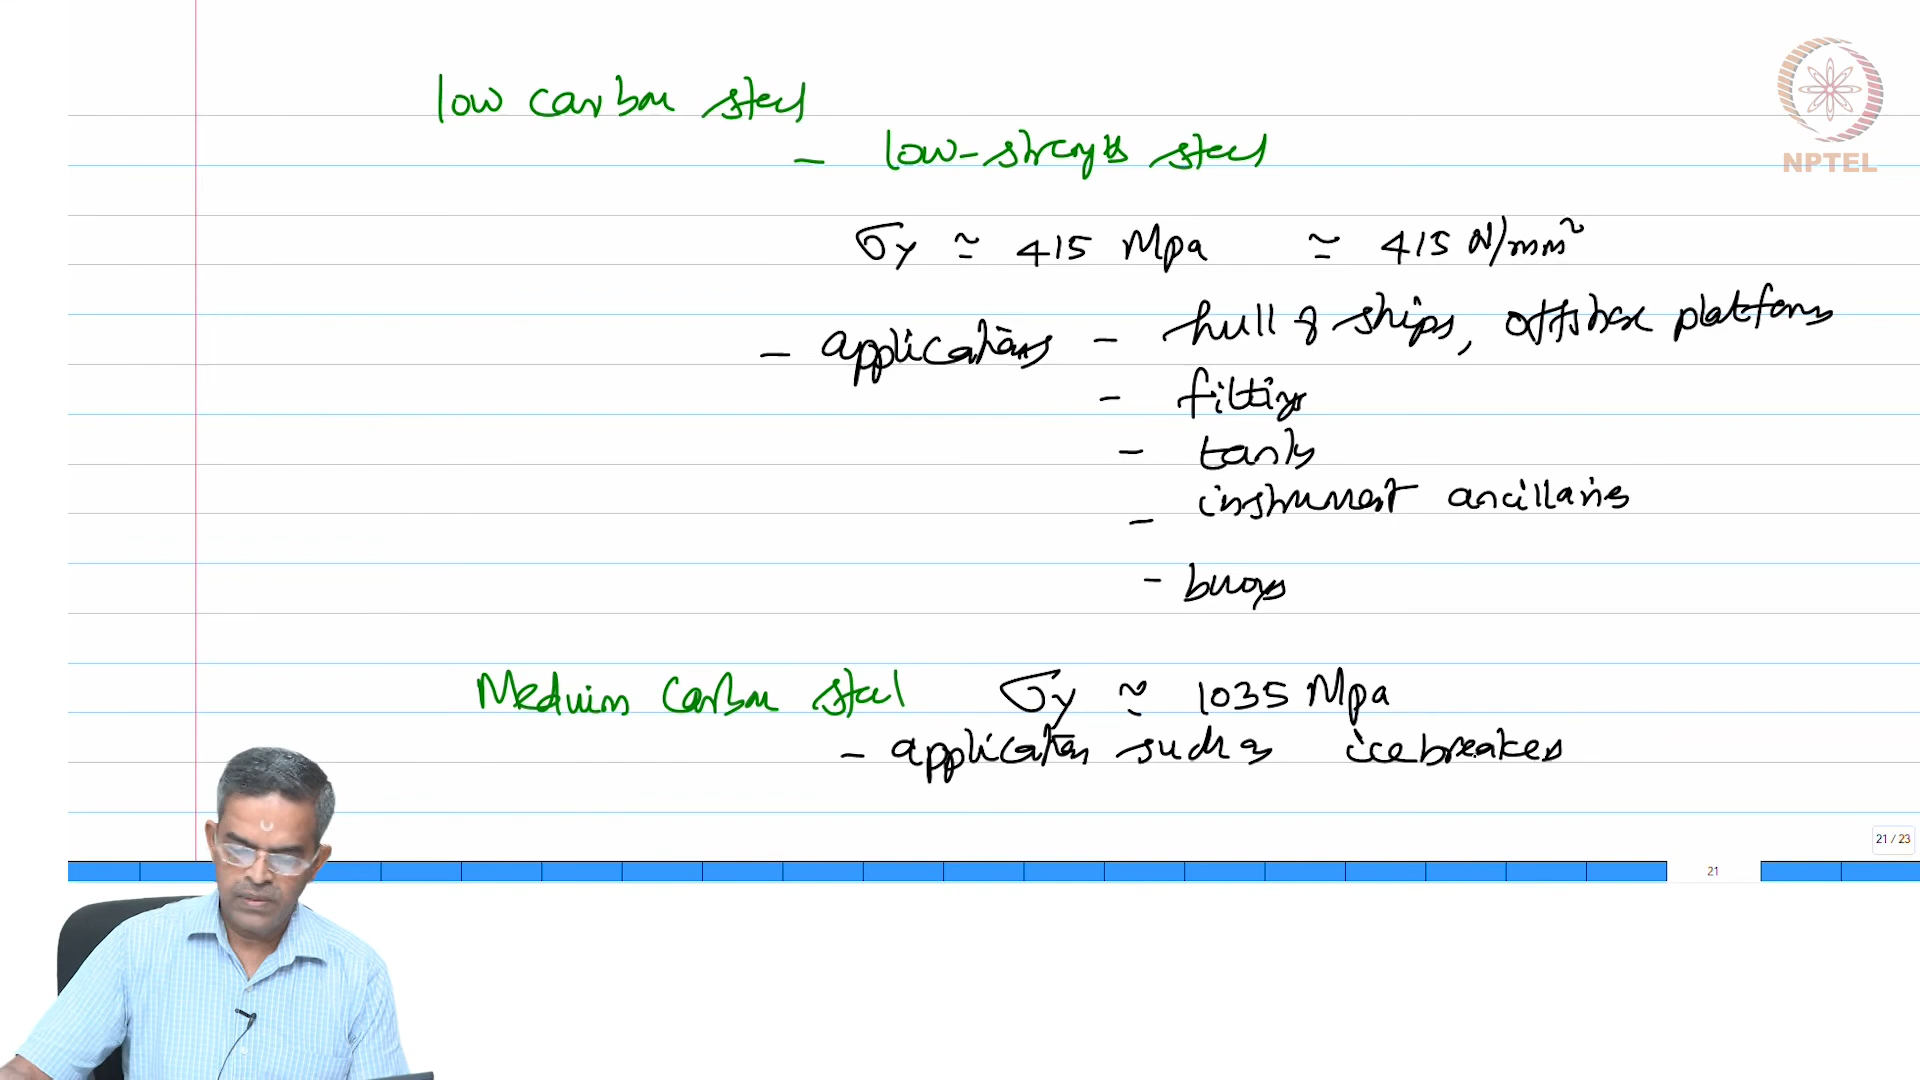 NPTEL
low carbon steel
- low-strength steel
σy ≃ 415 Mpa ≃ 415 N/mm²
- applications - hull of ships, offshore platforms
- fittings
- tanks
- instrument ancillaries
- buoys
Medium carbon steel σy ≃ 1035 Mpa
- application such as icebreakers
21 / 23
21